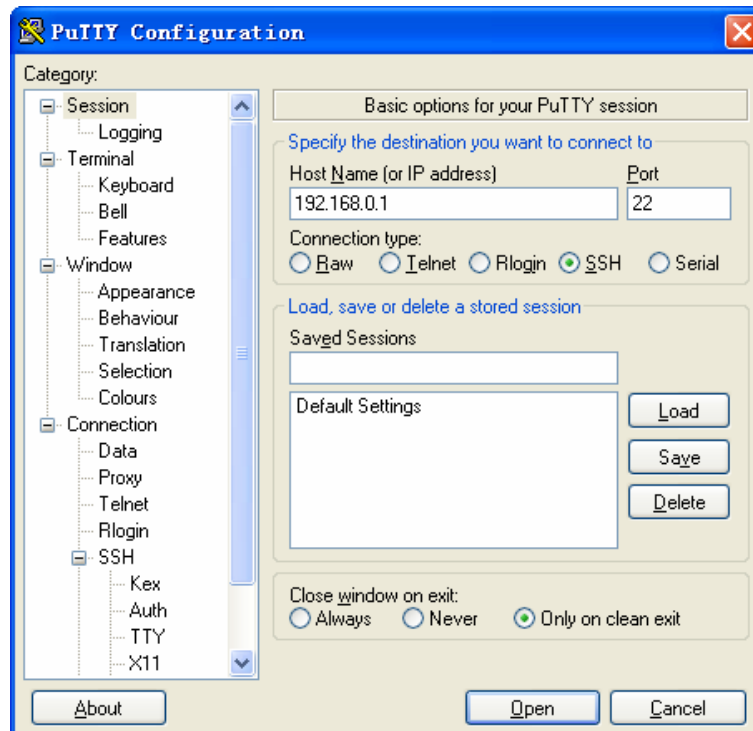 PuTTY Configuration
Category:
Session
Logging
Terminal
Keyboard
Bell
Features
Window
Appearance
Behaviour
Translation
Selection
Colours
Connection
Data
Proxy
Telnet
Rlogin
SSH
Kex
Auth
TTY
X11
Basic options for your PuTTY session
Specify the destination you want to connect to
Host Name (or IP address) Port
192.168.0.1 22
Connection type:
Raw Telnet Rlogin SSH Serial
Load, save or delete a stored session
Saved Sessions
Default Settings
Load
Save
Delete
Close window on exit:
Always Never Only on clean exit
About Open Cancel